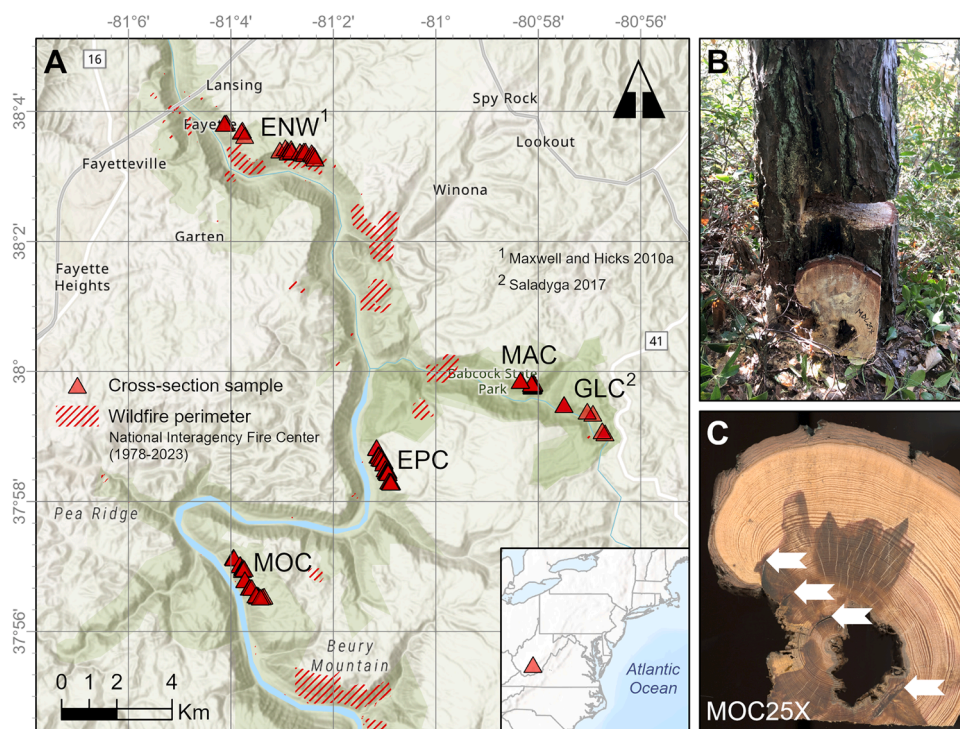 -81°6'
-81°4'
-81°2'
-81°
-80°58'
-80°56'
A
16
Lansing
38°4'
Fayette
ENW1
Spy Rock
Lookout
Fayetteville
Winona
38°2'
Garten
1 Maxwell and Hicks 2010a
Fayette
Heights
2 Saladyga 2017
41
38°
MAC
Babcock State
Park
GLC2
Cross-section sample
Wildfire perimeter
National Interagency Fire Center
(1978-2023)
EPC
37°58'
Pea Ridge
MOC
37°56'
Beury
Mountain
0 1 2 4
Km
Atlantic
Ocean
B
MOC25X
C
MOC25X